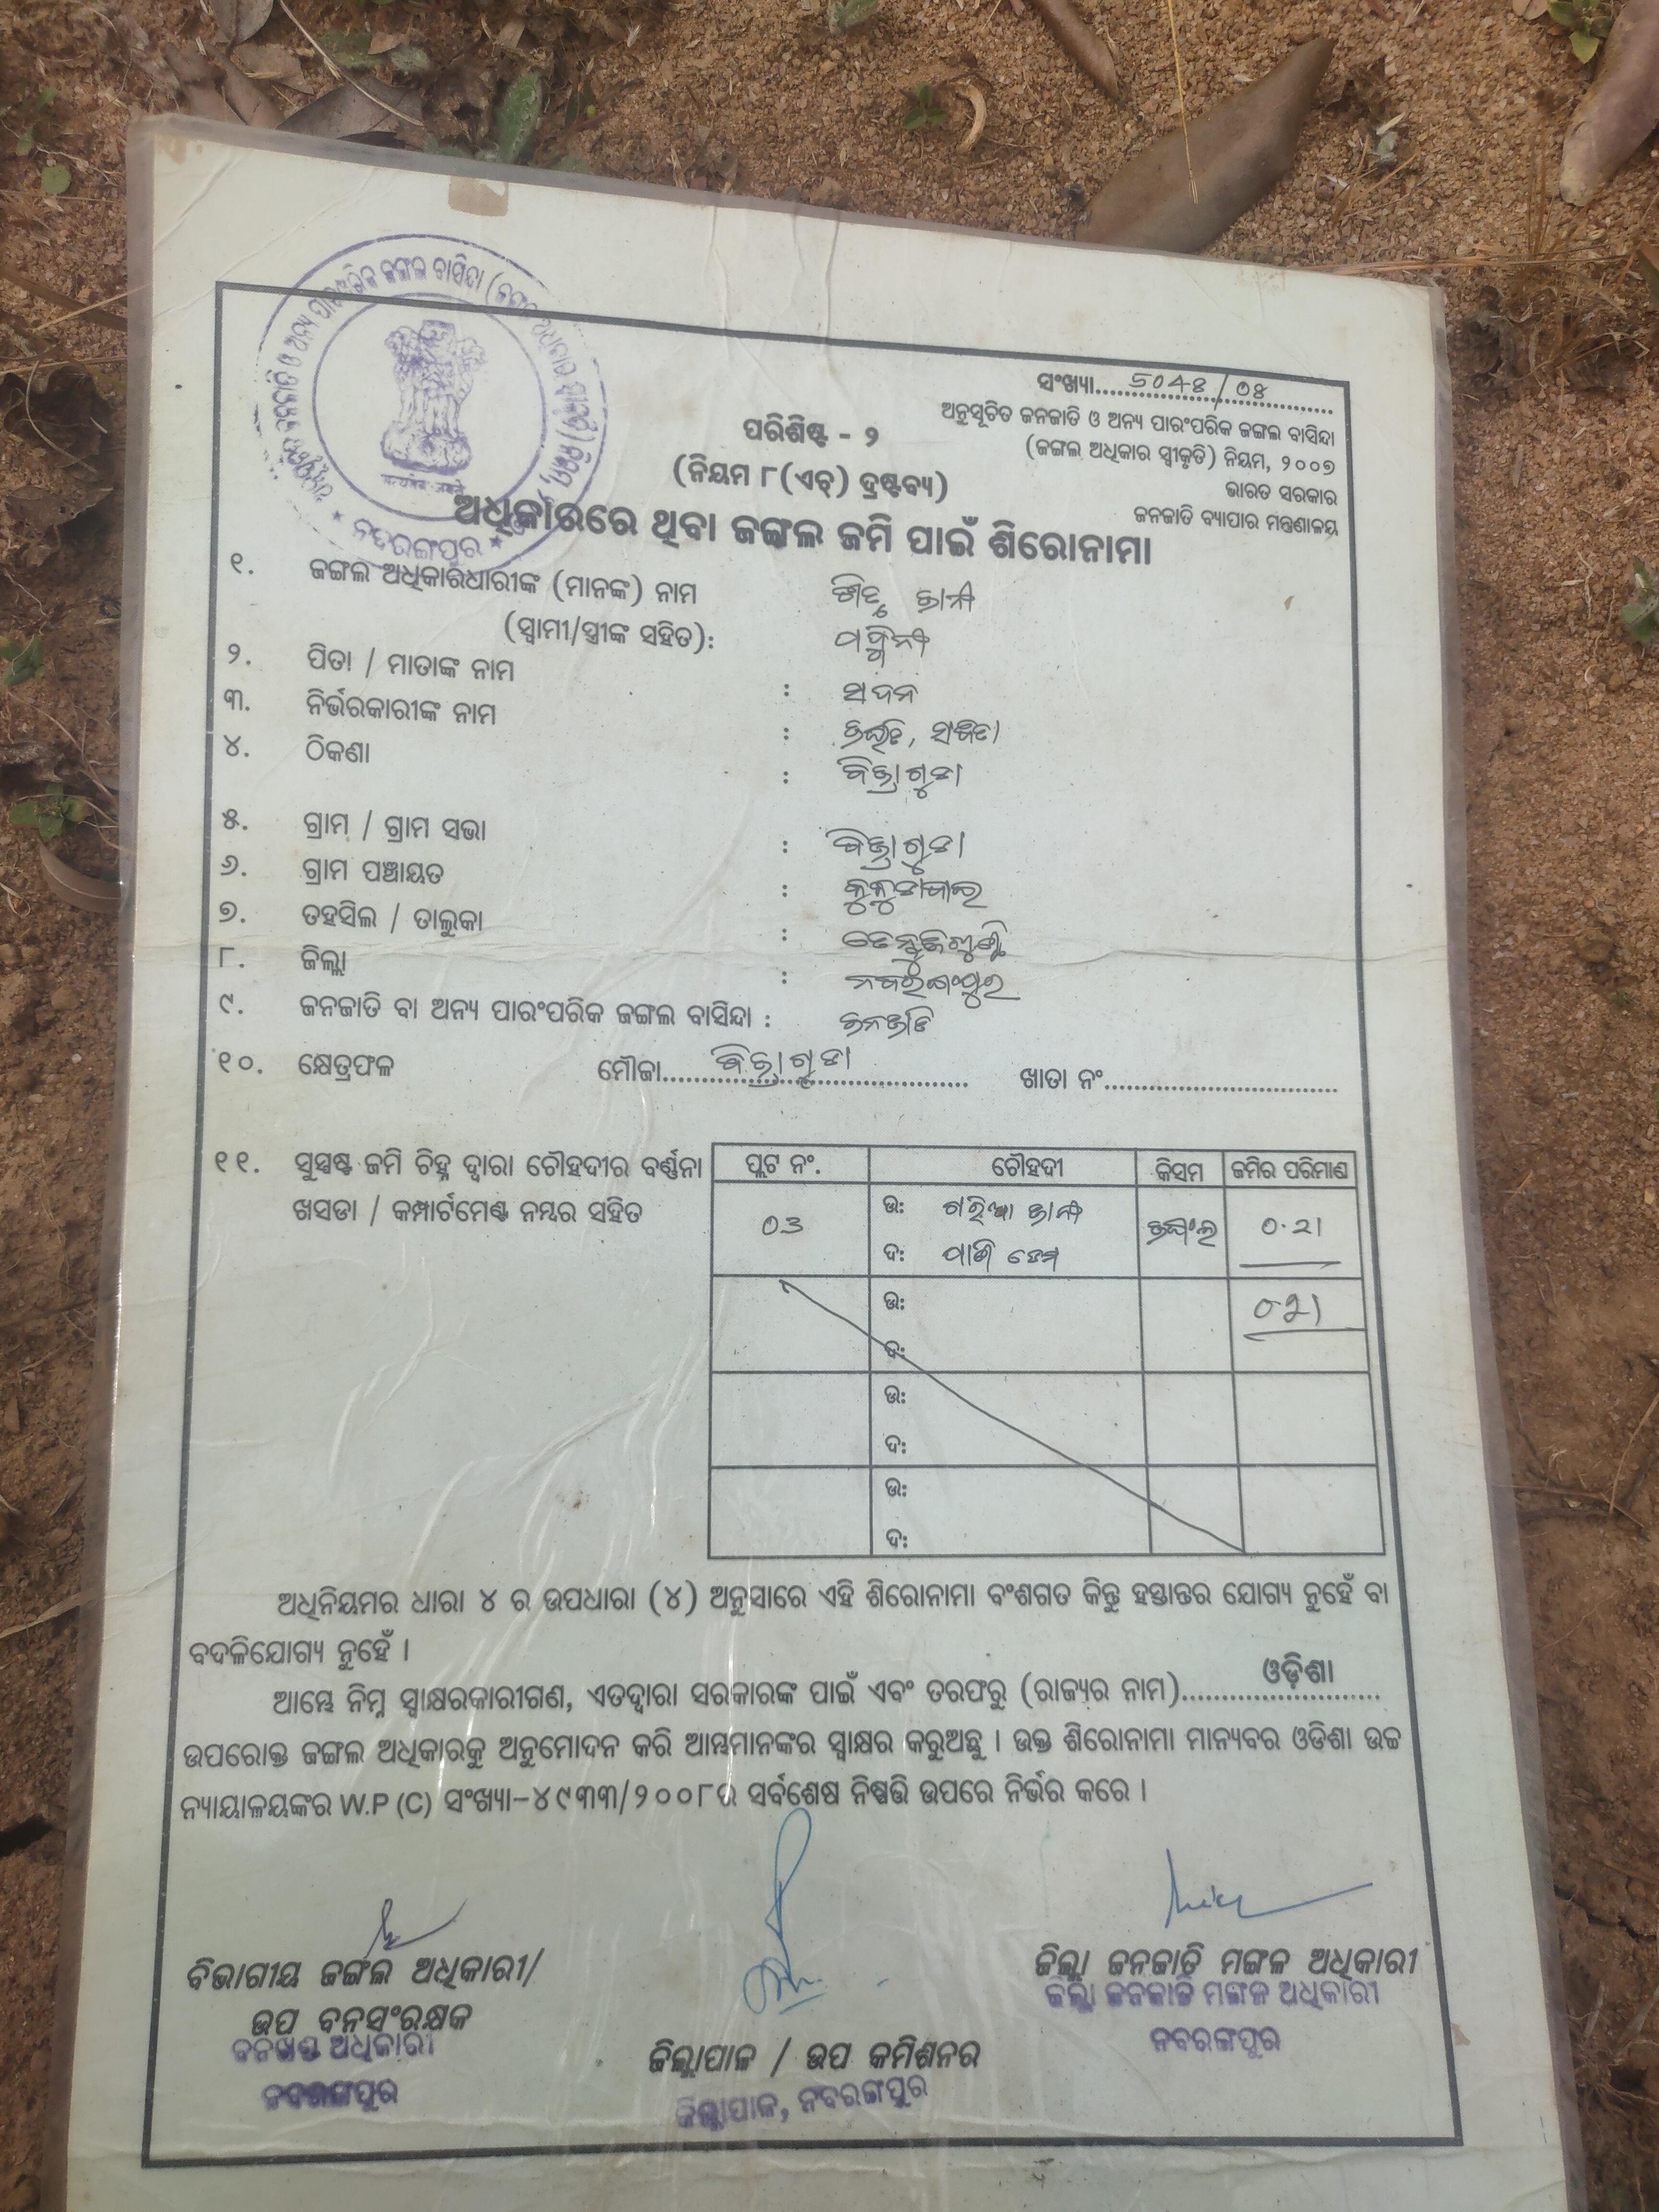 ସଂଖ୍ୟା.....5048/08
ଅନୁସୂଚିତ ଜନଜାତି ଓ ଅନ୍ୟ ପାରଂପରିକ ଜଙ୍ଗଲ ବାସିନ୍ଦା
(ଜଙ୍ଗଲ ଅଧିକାର ସ୍ୱୀକୃତି) ନିୟମ, ୨୦୦୭
ଭାରତ ସରକାର
ଜନଜାତି ବ୍ୟାପାର ମନ୍ତ୍ରଣାଳୟ
ପରିଶିଷ୍ଟ - ୨
(ନିୟମ ୮(ଏଚ୍) ଦ୍ରଷ୍ଟବ୍ୟ)
ଅଧିକାରରେ ଥିବା ଜଙ୍ଗଲ ଜମି ପାଇଁ ଶିରୋନାମା
୧. ଜଙ୍ଗଲ ଅଧିକାରଧାରୀଙ୍କ (ମାନଙ୍କ) ନାମ
(ସ୍ୱାମୀ/ସ୍ତ୍ରୀଙ୍କ ସହିତ):
୨. ପିତା / ମାତାଙ୍କ ନାମ : ସଦନ
୩. ନିର୍ଭରକାରୀଙ୍କ ନାମ :
୪. ଠିକଣା :
୫. ଗ୍ରାମ / ଗ୍ରାମ ସଭା :
୬. ଗ୍ରାମ ପଞ୍ଚାୟତ :
୭. ତହସିଲ / ତାଲୁକା : ତେନ୍ତୁଳିଖୁଣ୍ଟି
୮. ଜିଲ୍ଲା : ନବରଂଗପୁର
୯. ଜନଜାତି ବା ଅନ୍ୟ ପାରଂପରିକ ଜଙ୍ଗଲ ବାସିନ୍ଦା : ଜନଜାତି
୧୦. କ୍ଷେତ୍ରଫଳ ମୌଜା..... ଖାତା ନଂ.....
୧୧. ସୁସ୍ପଷ୍ଟ ଜମି ଚିହ୍ନ ଦ୍ୱାରା ଚୌହଦୀର ବର୍ଣ୍ଣନା
ଖସଡା / କମ୍ପାର୍ଟମେଣ୍ଟ ନମ୍ବର ସହିତ
ପ୍ଲଟ ନଂ. ଚୌହଦୀ କିସମ ଜମିର ପରିମାଣ
03 ଉଃ ଜଙ୍ଗଲ 0.21
ଦଃ
ଉଃ 0.21
ଦଃ
ଉଃ
ଦଃ
ଉଃ
ଦଃ
ଅଧିନିୟମର ଧାରା ୪ ର ଉପଧାରା (୪) ଅନୁସାରେ ଏହି ଶିରୋନାମା ବଂଶଗତ କିନ୍ତୁ ହସ୍ତାନ୍ତର ଯୋଗ୍ୟ ନୁହେଁ ବା
ବଦଳିଯୋଗ୍ୟ ନୁହେଁ ।
ଆମ୍ଭେ ନିମ୍ନ ସ୍ୱାକ୍ଷରକାରୀଗଣ, ଏତଦ୍ୱାରା ସରକାରଙ୍କ ପାଇଁ ଏବଂ ତରଫରୁ (ରାଜ୍ୟର ନାମ).....ଓଡ଼ିଶା
ଉପରୋକ୍ତ ଜଙ୍ଗଲ ଅଧିକାରକୁ ଅନୁମୋଦନ କରି ଆମ୍ଭମାନଙ୍କର ସ୍ୱାକ୍ଷର କରୁଅଛୁ । ଉକ୍ତ ଶିରୋନାମା ମାନ୍ୟବର ଓଡିଶା ଉଚ୍ଚ
ନ୍ୟାୟାଳୟଙ୍କର W.P (C) ସଂଖ୍ୟା-୪୯୩୩/୨୦୦୮ର ସର୍ବଶେଷ ନିଷ୍ପତ୍ତି ଉପରେ ନିର୍ଭର କରେ ।
ବିଭାଗୀୟ ଜଙ୍ଗଲ ଅଧିକାରୀ/
ଉପ ବନସଂରକ୍ଷକ
ବନଖଣ୍ଡ ଅଧିକାରୀ
ନବରଙ୍ଗପୁର
ଜିଲ୍ଲାପାଳ / ଉପ କମିଶନର
ଜିଲ୍ଲାପାଳ, ନବରଙ୍ଗପୁର
ଜିଲ୍ଲା ଜନଜାତି ମଙ୍ଗଳ ଅଧିକାରୀ
ଜିଲ୍ଲା ଜନଜାତି ମଙ୍ଗଳ ଅଧିକାରୀ
ନବରଙ୍ଗପୁର